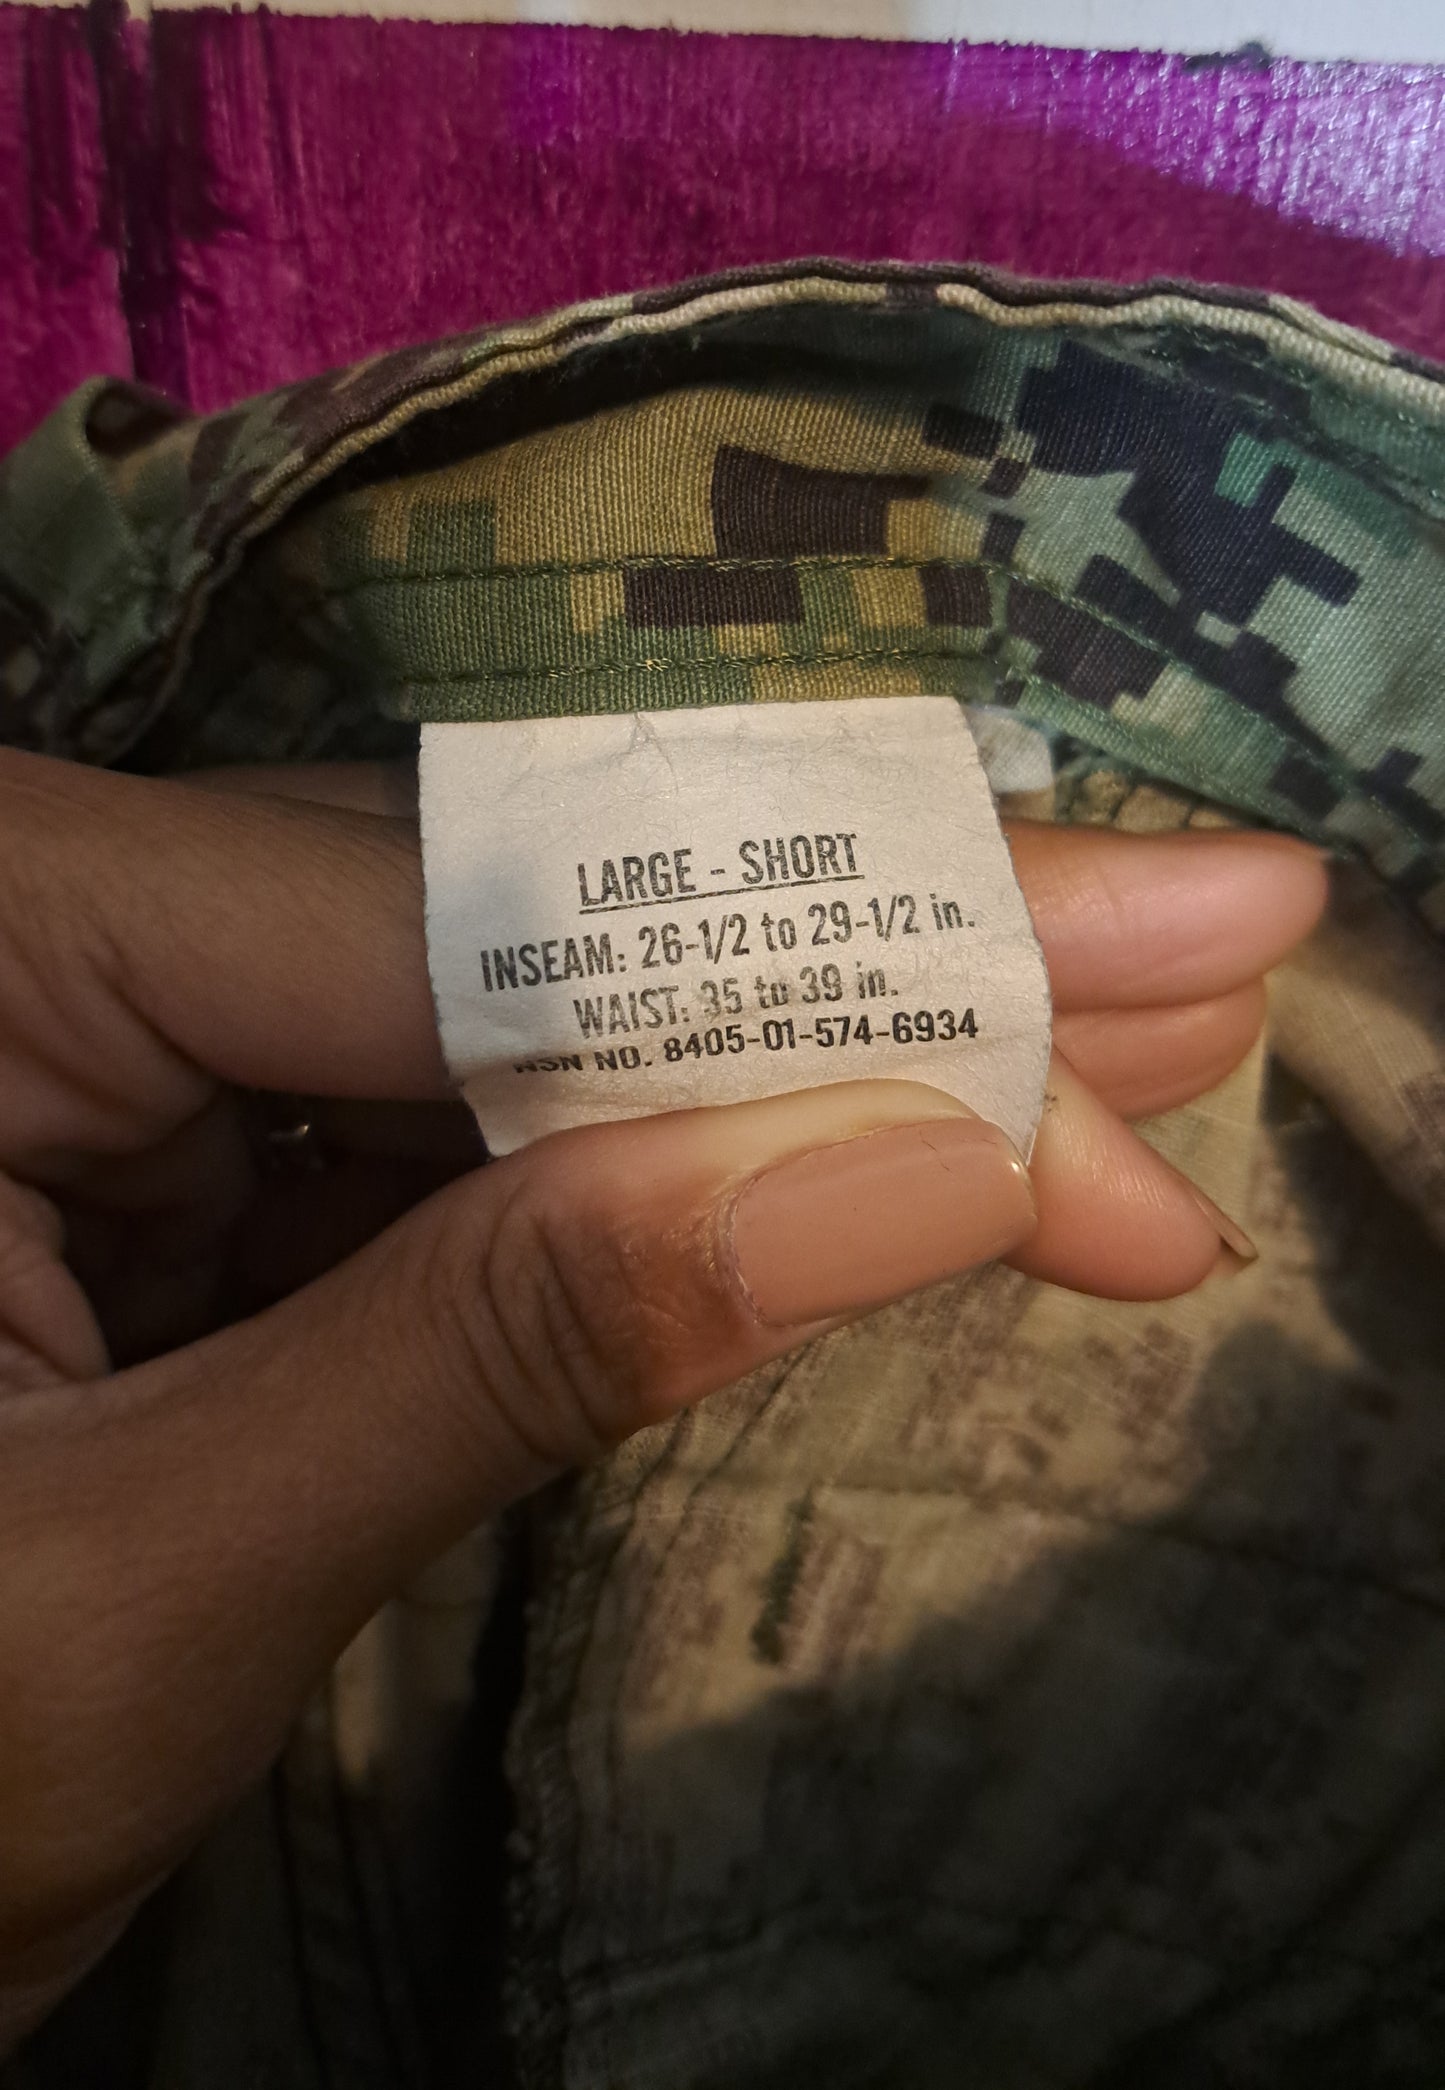 LARGE - SHORT
INSEAM: 26-1/2 to 29-1/2 in.
WAIST: 35 to 39 in.
NSN NO. 8405-01-574-6934